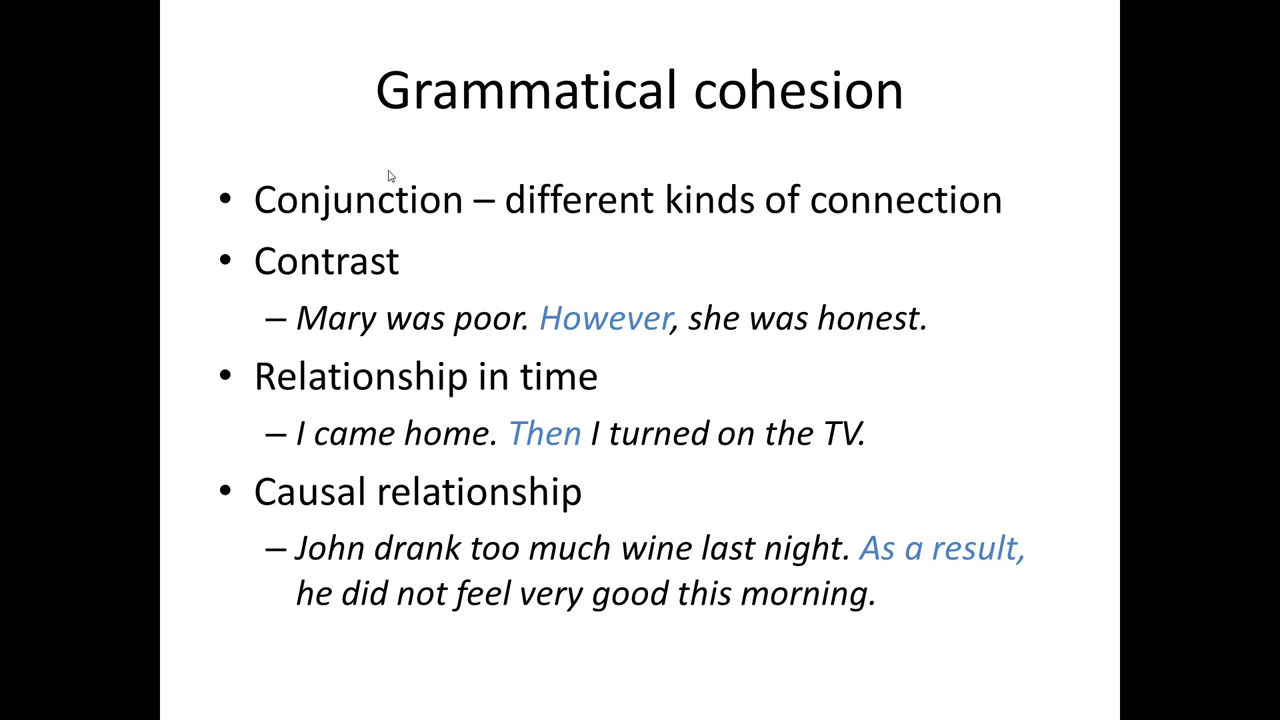 Grammatical cohesion
• Conjunction – different kinds of connection
• Contrast
– Mary was poor. However, she was honest.
• Relationship in time
– I came home. Then I turned on the TV.
• Causal relationship
– John drank too much wine last night. As a result,
he did not feel very good this morning.